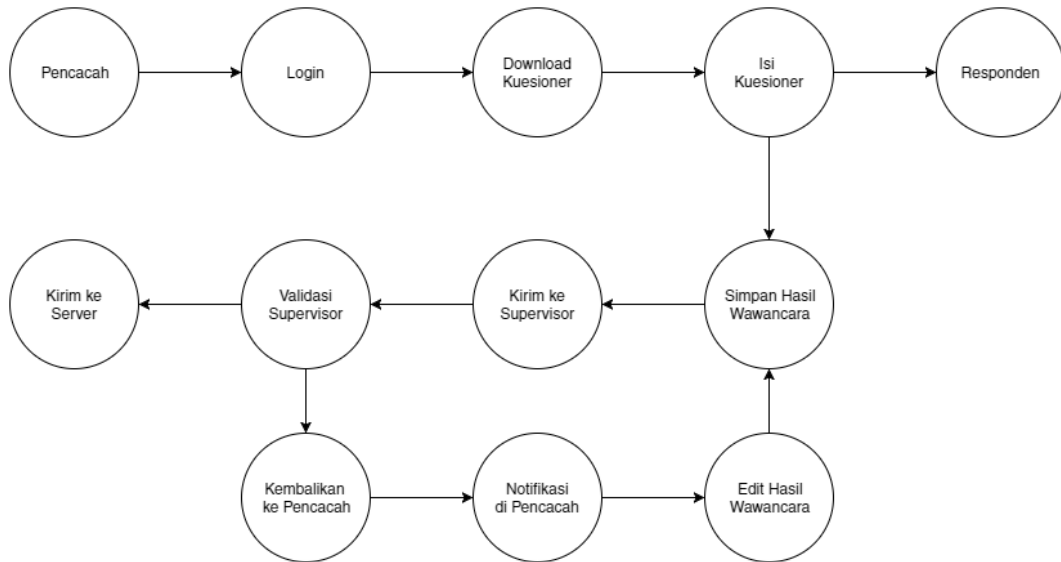 Pencacah
Login
Download
Kuesioner
Isi
Kuesioner
Responden
Kirim ke
Server
Validasi
Supervisor
Kirim ke
Supervisor
Simpan Hasil
Wawancara
Kembalikan
ke Pencacah
Notifikasi
di Pencacah
Edit Hasil
Wawancara